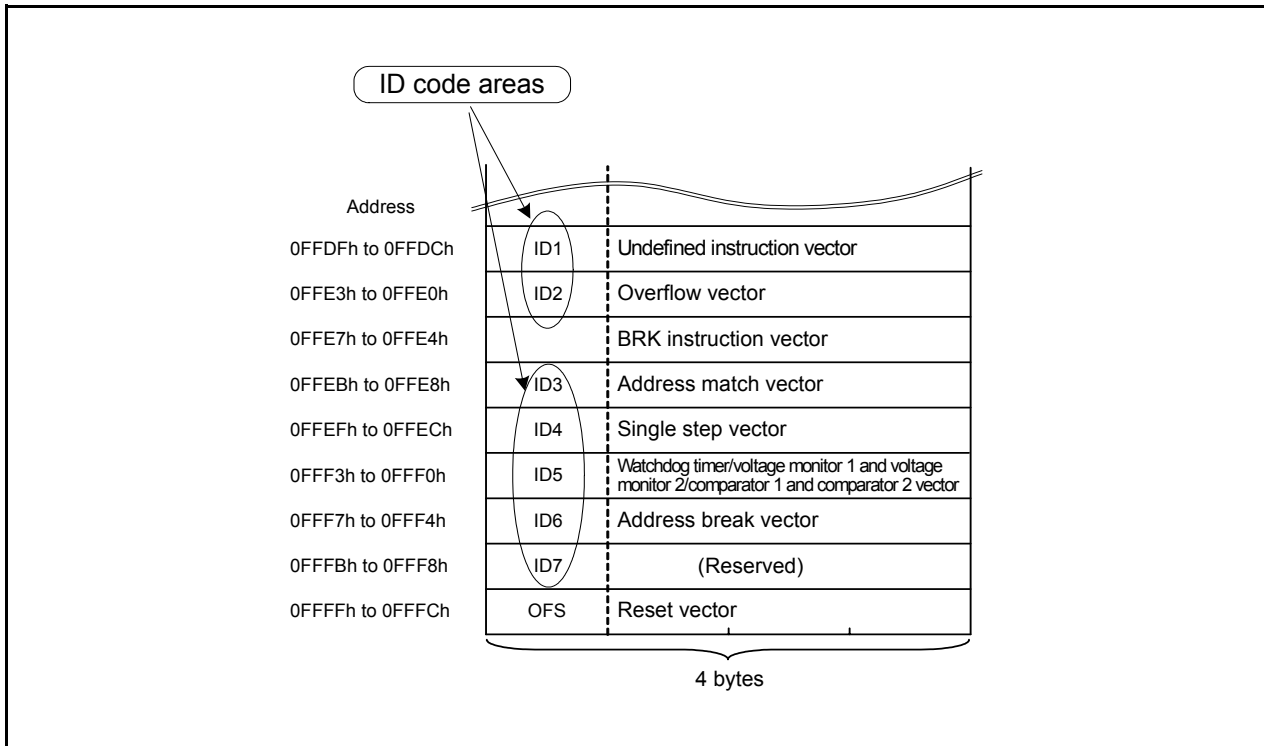 ID code areas
Address
0FFDFh to 0FFDCh ID1 Undefined instruction vector
0FFE3h to 0FFE0h ID2 Overflow vector
0FFE7h to 0FFE4h BRK instruction vector
0FFEBh to 0FFE8h ID3 Address match vector
0FFEFh to 0FFECh ID4 Single step vector
0FFF3h to 0FFF0h ID5 Watchdog timer/voltage monitor 1 and voltage
monitor 2/comparator 1 and comparator 2 vector
0FFF7h to 0FFF4h ID6 Address break vector
0FFFBh to 0FFF8h ID7 (Reserved)
0FFFFh to 0FFFCh OFS Reset vector
4 bytes